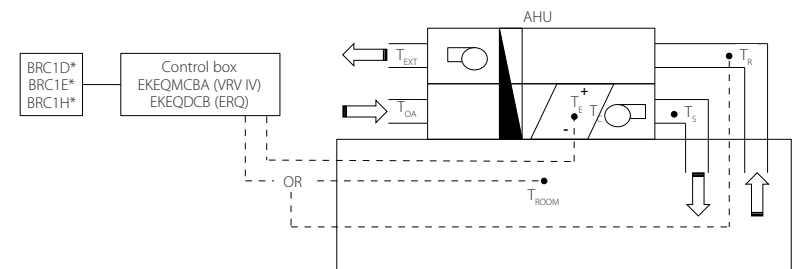 AHU
BRC1D*
BRC1E*
BRC1H*
Control box
EKEQMCBA (VRV IV)
EKEQDCB (ERQ)
TEXT
TR
TOA
TE
+
-
TC
TS
OR
TROOM